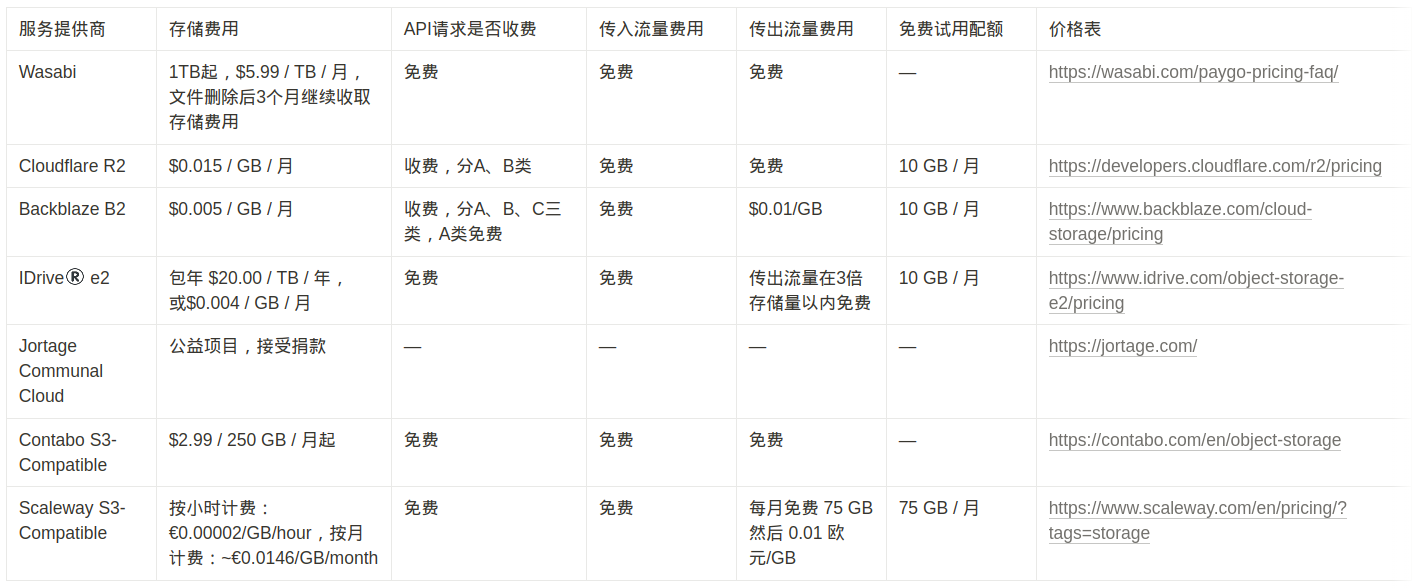 服务提供商 存储费用 API请求是否收费 传入流量费用 传出流量费用 免费试用配额 价格表
Wasabi 1TB起，$5.99 / TB / 月， 免费 免费 免费 — https://wasabi.com/paygo-pricing-faq/
文件删除后3个月继续收取
存储费用
Cloudflare R2 $0.015 / GB / 月 收费，分A、B类 免费 免费 10 GB / 月 https://developers.cloudflare.com/r2/pricing
Backblaze B2 $0.005 / GB / 月 收费，分A、B、C三 免费 $0.01/GB 10 GB / 月 https://www.backblaze.com/cloud-
类，A类免费 storage/pricing
IDrive® e2 包年 $20.00 / TB / 年， 免费 免费 传出流量在3倍 10 GB / 月 https://www.idrive.com/object-storage-
或$0.004 / GB / 月 存储量以内免费 e2/pricing
Jortage 公益项目，接受捐款 — — — — https://jortage.com/
Communal
Cloud
Contabo S3- $2.99 / 250 GB / 月起 免费 免费 免费 — https://contabo.com/en/object-storage
Compatible
Scaleway S3- 按小时计费： 免费 免费 每月免费 75 GB 75 GB / 月 https://www.scaleway.com/en/pricing/?
Compatible €0.00002/GB/hour，按月 然后 0.01 欧 tags=storage
计费：~€0.0146/GB/month 元/GB